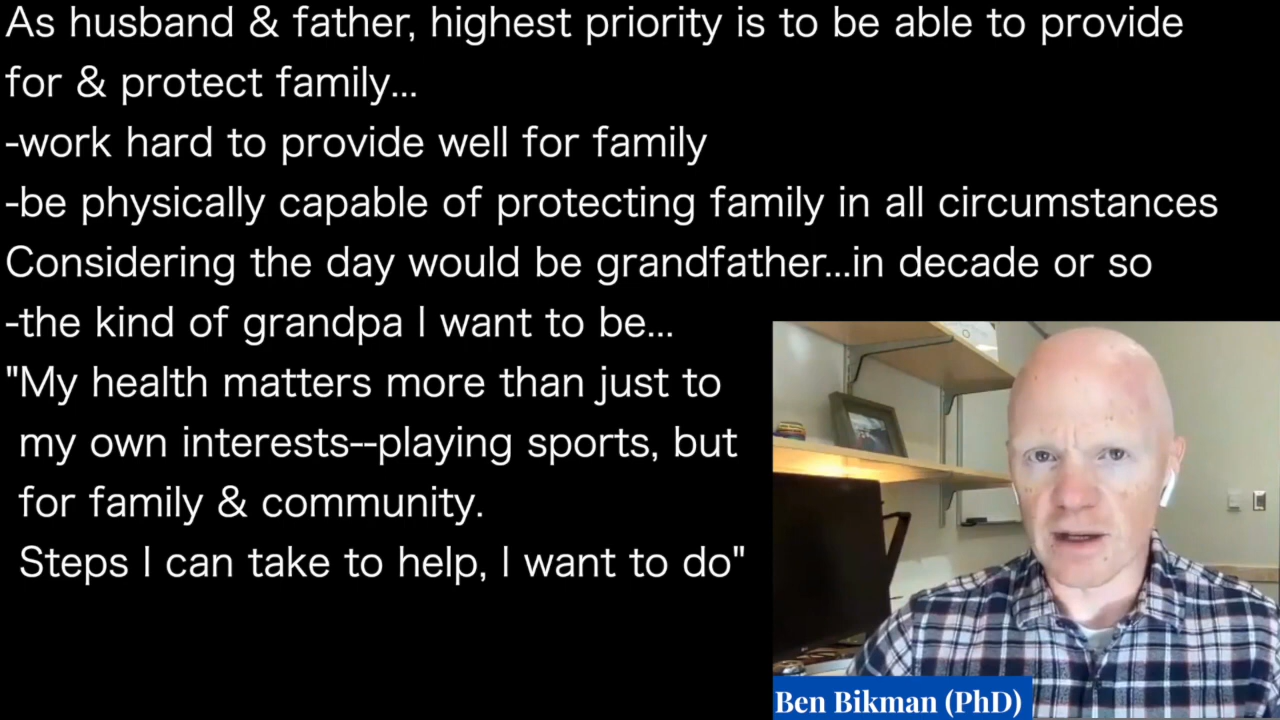 As husband & father, highest priority is to be able to provide
for & protect family...
-work hard to provide well for family
-be physically capable of protecting family in all circumstances
Considering the day would be grandfather...in decade or so
-the kind of grandpa I want to be...
"My health matters more than just to
my own interests--playing sports, but
for family & community.
Steps I can take to help, I want to do"
Ben Bikman (PhD)